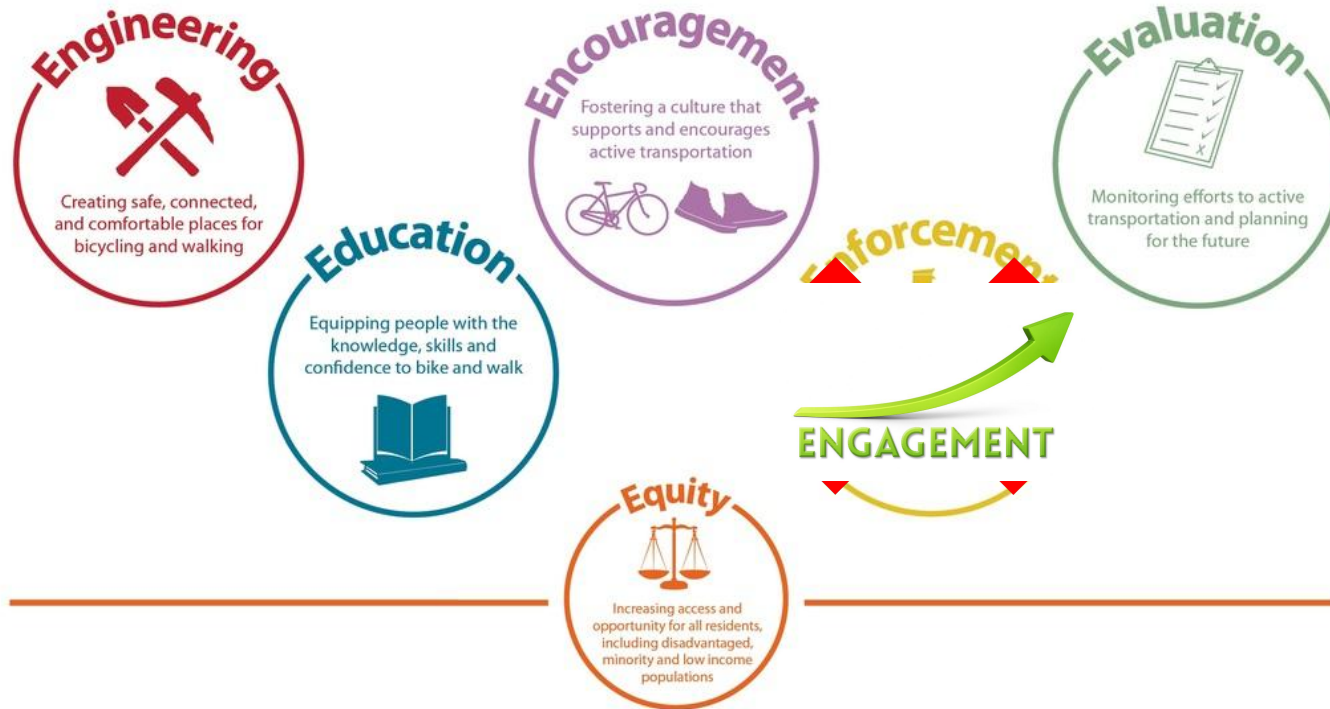 Engineering
Creating safe, connected,
and comfortable places for
bicycling and walking
Education
Equipping people with the
knowledge, skills and
confidence to bike and walk
Encouragement
Fostering a culture that
supports and encourages
active transportation
Enforcement
ENGAGEMENT
Evaluation
Monitoring efforts to active
transportation and planning
for the future
Equity
Increasing access and
opportunity for all residents,
including disadvantaged,
minority and low income
populations